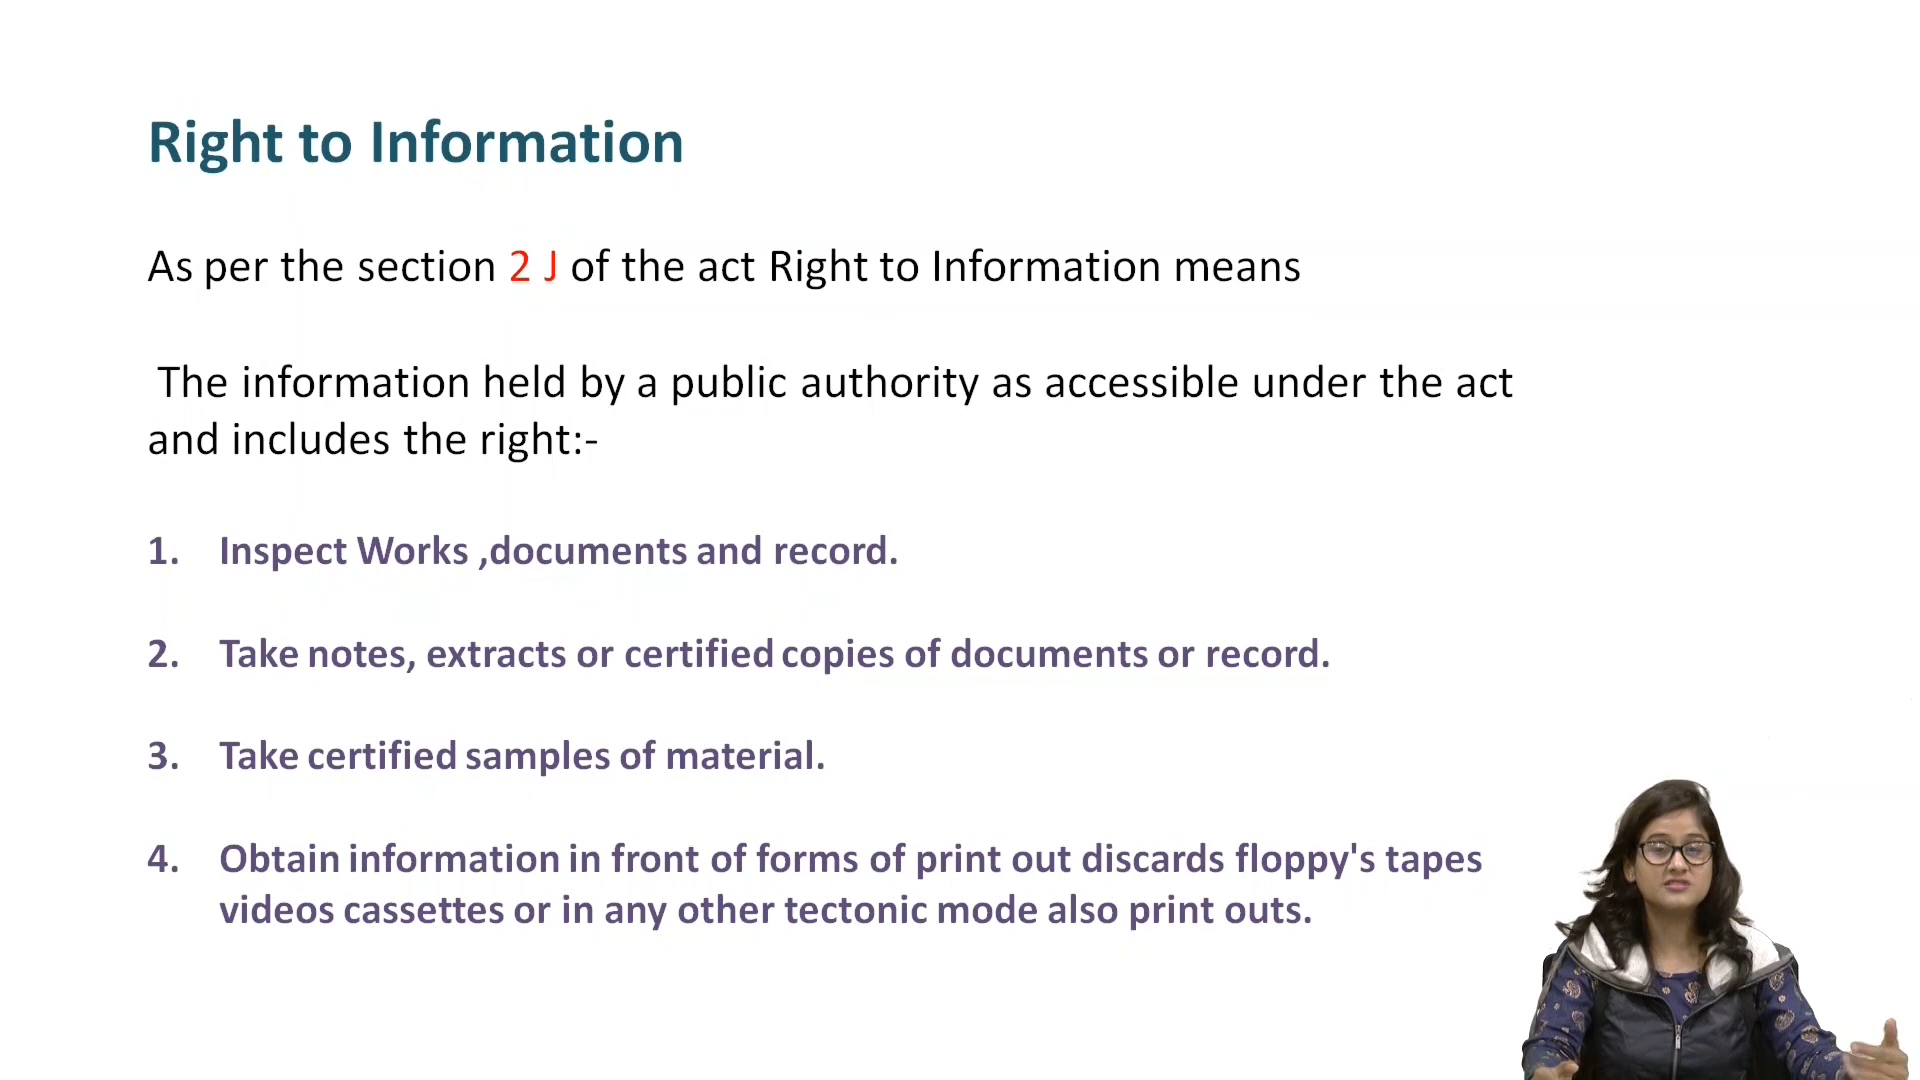 Right to Information
As per the section 2 J of the act Right to Information means
The information held by a public authority as accessible under the act
and includes the right:-
1. Inspect Works ,documents and record.
2. Take notes, extracts or certified copies of documents or record.
3. Take certified samples of material.
4. Obtain information in front of forms of print out discards floppy's tapes
videos cassettes or in any other tectonic mode also print outs.